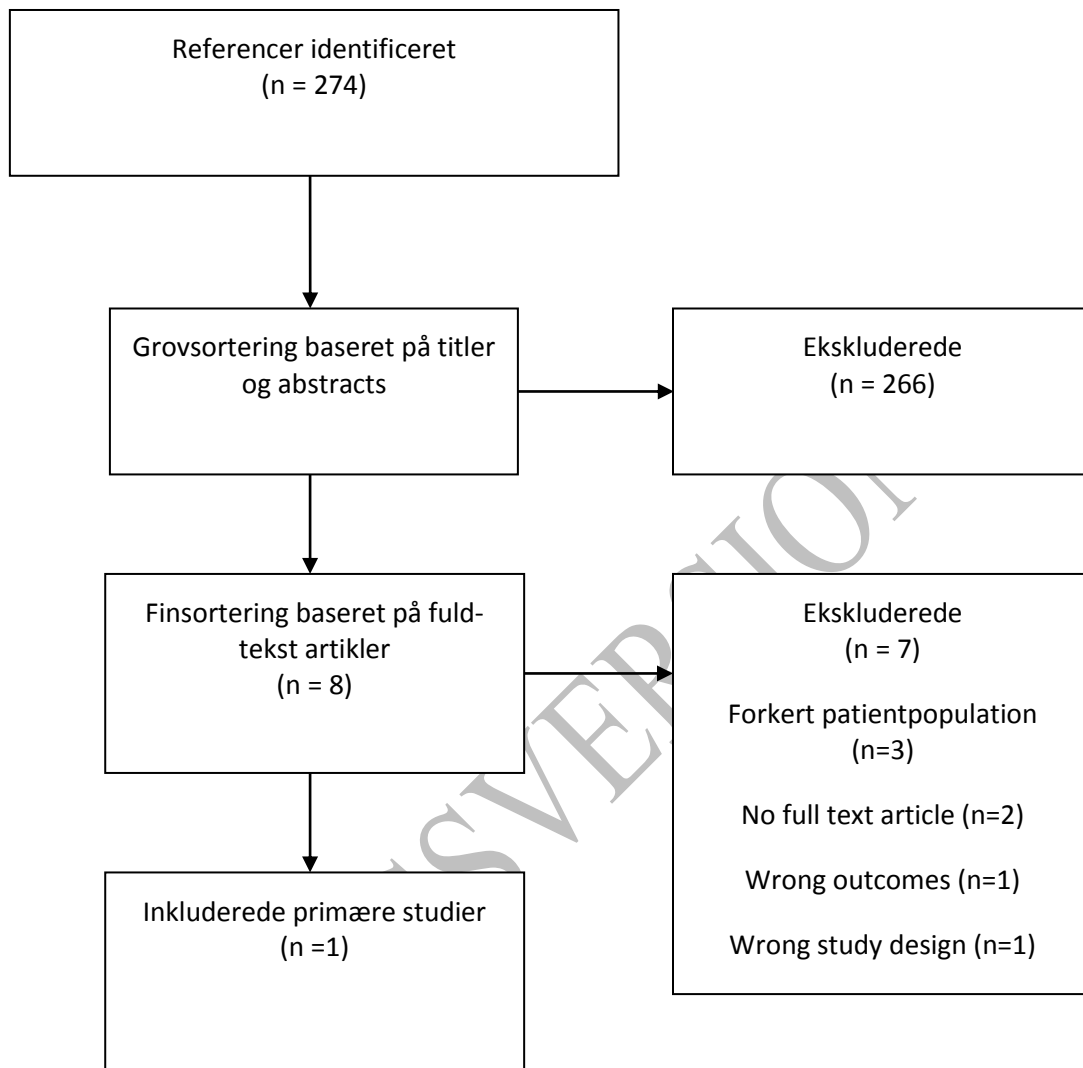 Referencer identificeret
(n = 274)
Grovsortering baseret på titler
og abstracts
Ekskluderede
(n = 266)
Finsortering baseret på fuld-
tekst artikler
(n = 8)
Ekskluderede
(n = 7)
Forkert patientpopulation
(n=3)
No full text article (n=2)
Wrong outcomes (n=1)
Wrong study design (n=1)
Inkluderede primære studier
(n =1)